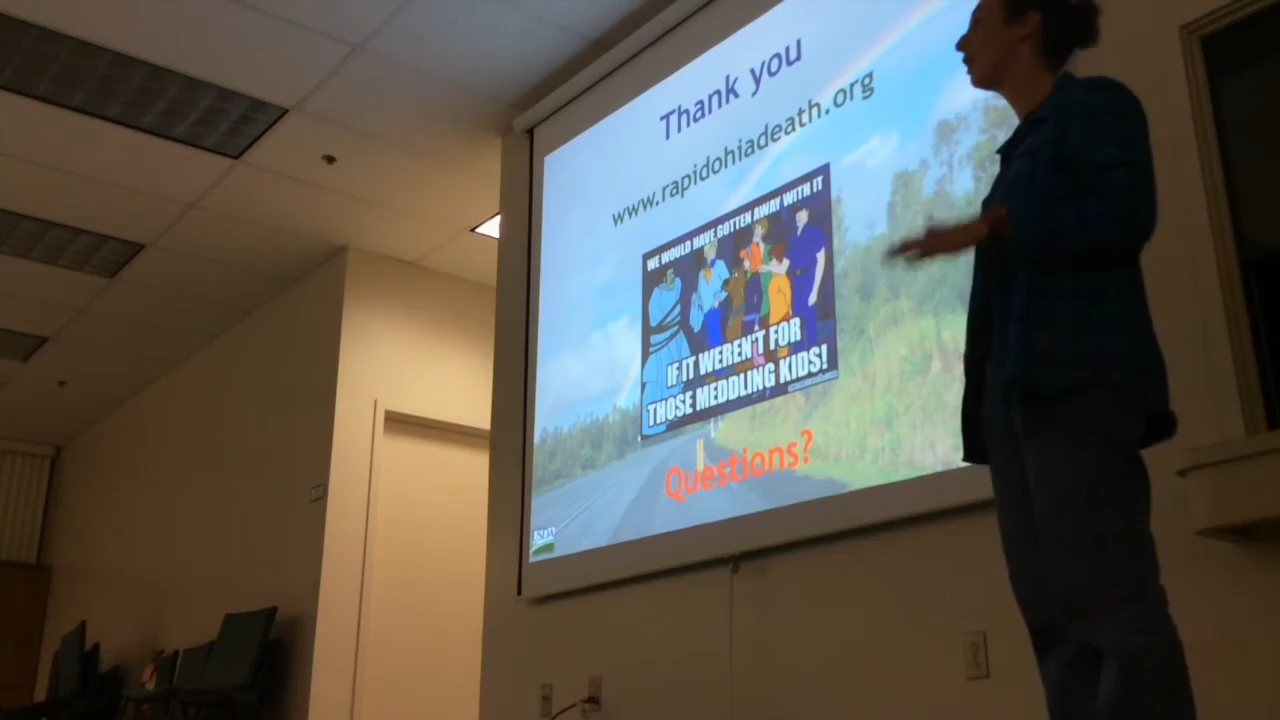 Thank you
www.rapidohiadeath.org
WE WOULD HAVE GOTTEN AWAY WITH IT
IF IT WEREN'T FOR
THOSE MEDDLING KIDS!
Questions?
USDA